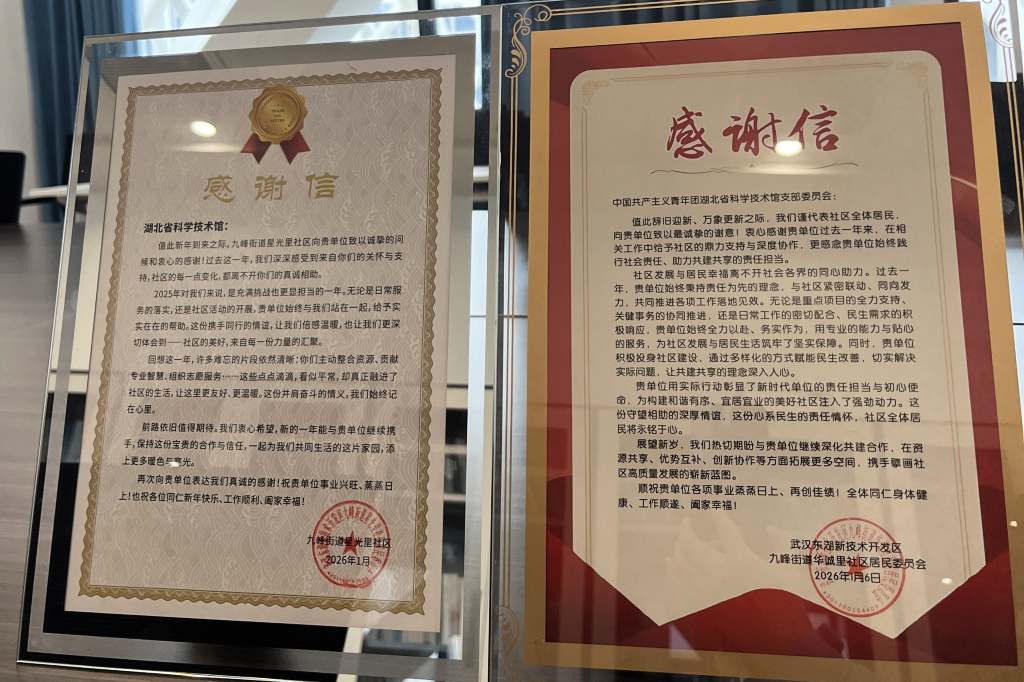 感谢信
湖北省科学技术馆：
值此新年到来之际，九峰街道星光里社区向贵单位致以诚挚的问
候和衷心的感谢！过去这一年，我们深深感受到来自你们的关怀与支
持，社区的每一点变化，都离不开你们的真诚相助。
2025年对我们来说，是充满挑战也更显担当的一年。无论是日常服
务的落实，还是社区活动的开展，贵单位始终与我们站在一起，给予实
实在在的帮助。这份携手同行的情谊，让我们倍感温暖，也让我们更深
切体会到——社区的美好，来自每一份力量的汇聚。
回想这一年，许多难忘的片段依然清晰：你们主动整合资源、贡献
专业智慧、组织志愿服务……这些点点滴滴，看似平常，却真正融进了
社区的生活，让这里更友好、更温暖。这份并肩奋斗的情义，我们始终记
在心里。
前路依旧值得期待。我们衷心希望，新的一年能与贵单位继续携
手，保持这份宝贵的合作与信任，一起为我们共同生活的这片家园，添
上更多暖色与亮光。
再次向贵单位表达我们真诚的感谢！祝贵单位事业兴旺、蒸蒸日
上！也祝各位同仁新年快乐、工作顺利、阖家幸福！
九峰街道星光里社区
2026年1月
感谢信
中国共产主义青年团湖北省科学技术馆支部委员会：
值此辞旧迎新、万象更新之际，我们谨代表社区全体居民，
向贵单位致以最诚挚的谢意！衷心感谢贵单位过去一年来，在相
关工作中给予社区的鼎力支持与深度协作，更感恩贵单位始终践
行社会责任、助力共建共享的责任担当。
社区发展与居民幸福离不开社会各界的同心助力。过去一
年，贵单位始终秉持责任为先的理念，与社区紧密联动、同向发
力，共同推进各项工作落地见效。无论是重点项目的全力支持、
关键事务的协同推进，还是日常工作的密切配合、民生需求的积
极响应，贵单位始终全力以赴、务实作为，用专业的能力与贴心
的服务，为社区发展与居民生活筑牢了坚实保障。同时，贵单位
积极投身社区建设，通过多样化的方式赋能民生改善，切实解决
实际问题，让共建共享的理念深入人心。
贵单位用实际行动彰显了新时代单位的责任担当与初心使
命，为构建和谐有序、宜居宜业的美好社区注入了强劲动力。这
份守望相助的深厚情谊，这份心系民生的责任情怀，社区全体居
民将永铭于心。
展望新岁，我们热切期盼与贵单位继续深化共建合作，在资
源共享、优势互补、创新协作等方面拓展更多空间，携手擘画社
区高质量发展的崭新蓝图。
顺祝贵单位各项事业蒸蒸日上、再创佳绩！全体同仁身体健
康、工作顺遂、阖家幸福！
武汉东湖新技术开发区
九峰街道华诚里社区居民委员会
2026年1月6日